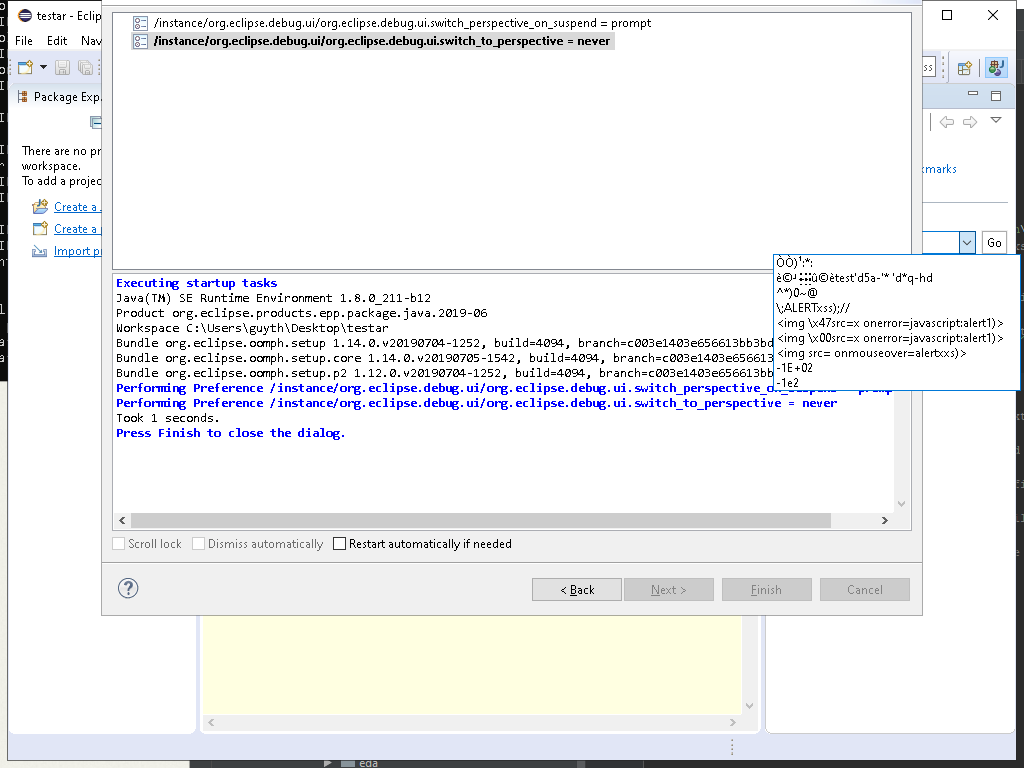 testar - Eclip
File Edit Nav
Package Exp
There are no pr
workspace.
To add a projec
Create a
Create a
Import p
/instance/org.eclipse.debug.ui/org.eclipse.debug.ui.switch_perspective_on_suspend = prompt
/instance/org.eclipse.debug.ui/org.eclipse.debug.ui.switch_to_perspective = never
ss
marks
Go
Executing startup tasks
Java(TM) SE Runtime Environment 1.8.0_211-b12
Product org.eclipse.products.epp.package.java.2019-06
Workspace C:\Users\guyth\Desktop\testar
Bundle org.eclipse.oomph.setup 1.14.0.v20190704-1252, build=4094, branch=c003e1403e656613bb3bd
Bundle org.eclipse.oomph.setup.core 1.14.0.v20190705-1542, build=4094, branch=c003e1403e656613
Bundle org.eclipse.oomph.setup.p2 1.12.0.v20190704-1252, build=4094, branch=c003e1403e656613bb
Performing Preference /instance/org.eclipse.debug.ui/org.eclipse.debug.ui.switch_perspective_o
Performing Preference /instance/org.eclipse.debug.ui/org.eclipse.debug.ui.switch_to_perspective = never
Took 1 seconds.
Press Finish to close the dialog.
ÒÒ)¹:*:
^*)0~@
\;ALERTxss);//
<img \x47src=x onerror=javascript:alert1)>
<img \x00src=x onerror=javascript:alert1)>
<img src= onmouseover=alertxxs)>
-1E+02
-1e2
Scroll lock Dismiss automatically Restart automatically if needed
? < Back Next > Finish Cancel
eda